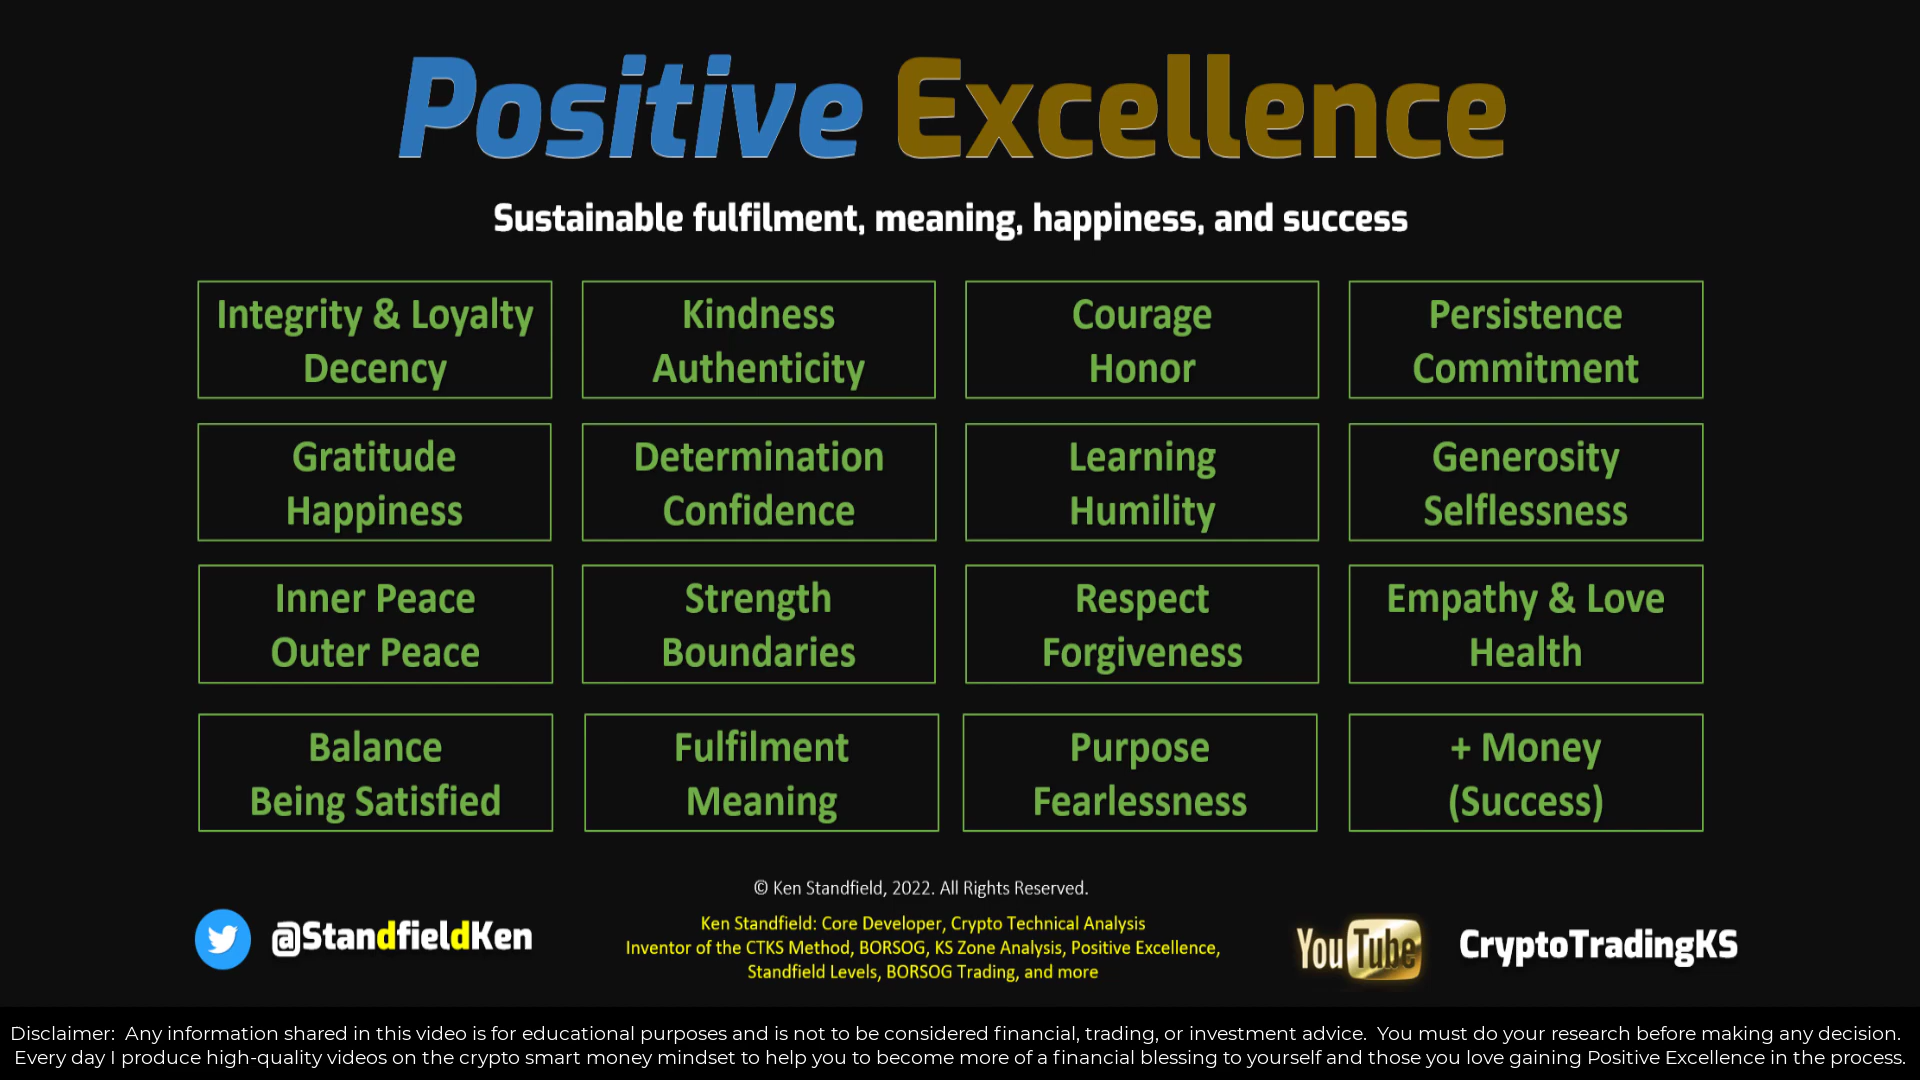 Positive Excellence
Sustainable fulfilment, meaning, happiness, and success
Integrity & Loyalty
Decency
Kindness
Authenticity
Courage
Honor
Persistence
Commitment
Gratitude
Happiness
Determination
Confidence
Learning
Humility
Generosity
Selflessness
Inner Peace
Outer Peace
Strength
Boundaries
Respect
Forgiveness
Empathy & Love
Health
Balance
Being Satisfied
Fulfilment
Meaning
Purpose
Fearlessness
+ Money
(Success)
© Ken Standfield, 2022. All Rights Reserved.
@StandfieldKen
Ken Standfield: Core Developer, Crypto Technical Analysis
Inventor of the CTKS Method, BORSOG, KS Zone Analysis, Positive Excellence,
Standfield Levels, BORSOG Trading, and more
YouTube
CryptoTradingKS
Disclaimer:  Any information shared in this video is for educational purposes and is not to be considered financial, trading, or investment advice.  You must do your research before making any decision.
Every day I produce high-quality videos on the crypto smart money mindset to help you to become more of a financial blessing to yourself and those you love gaining Positive Excellence in the process.